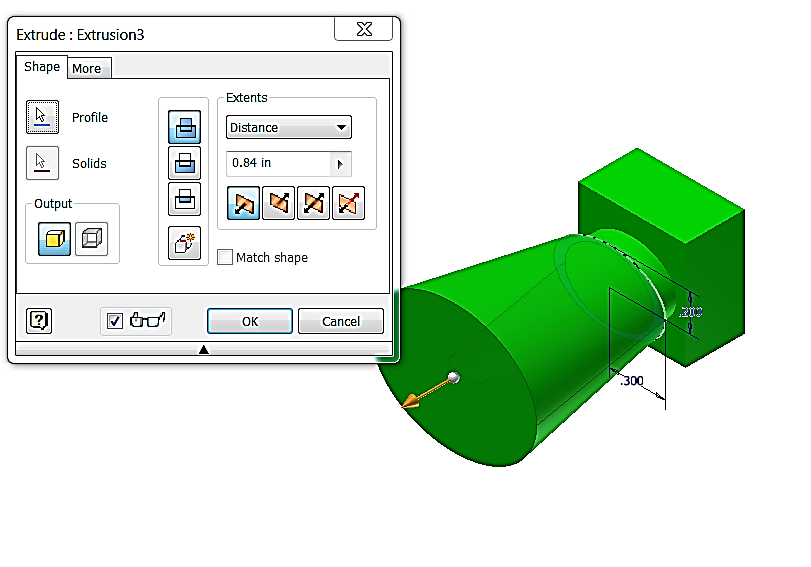 Extrude : Extrusion3
Shape
More
Profile
Solids
Output
Extents
Distance
0.84 in
Match shape
?
OK
Cancel
.200
.300